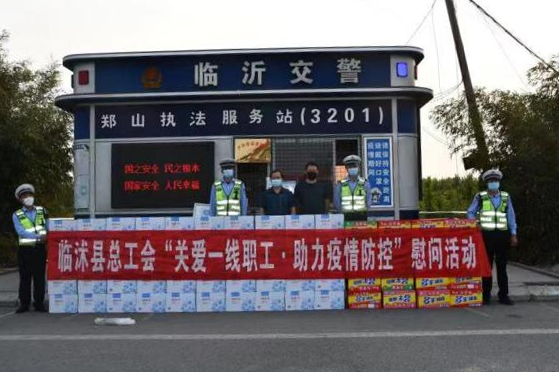 临沂交警
郑山执法服务站(3201)
国之安全 民之根本
国家安全 人民幸福
临沭县总工会“关爱一线职工·助力疫情防控”慰问活动